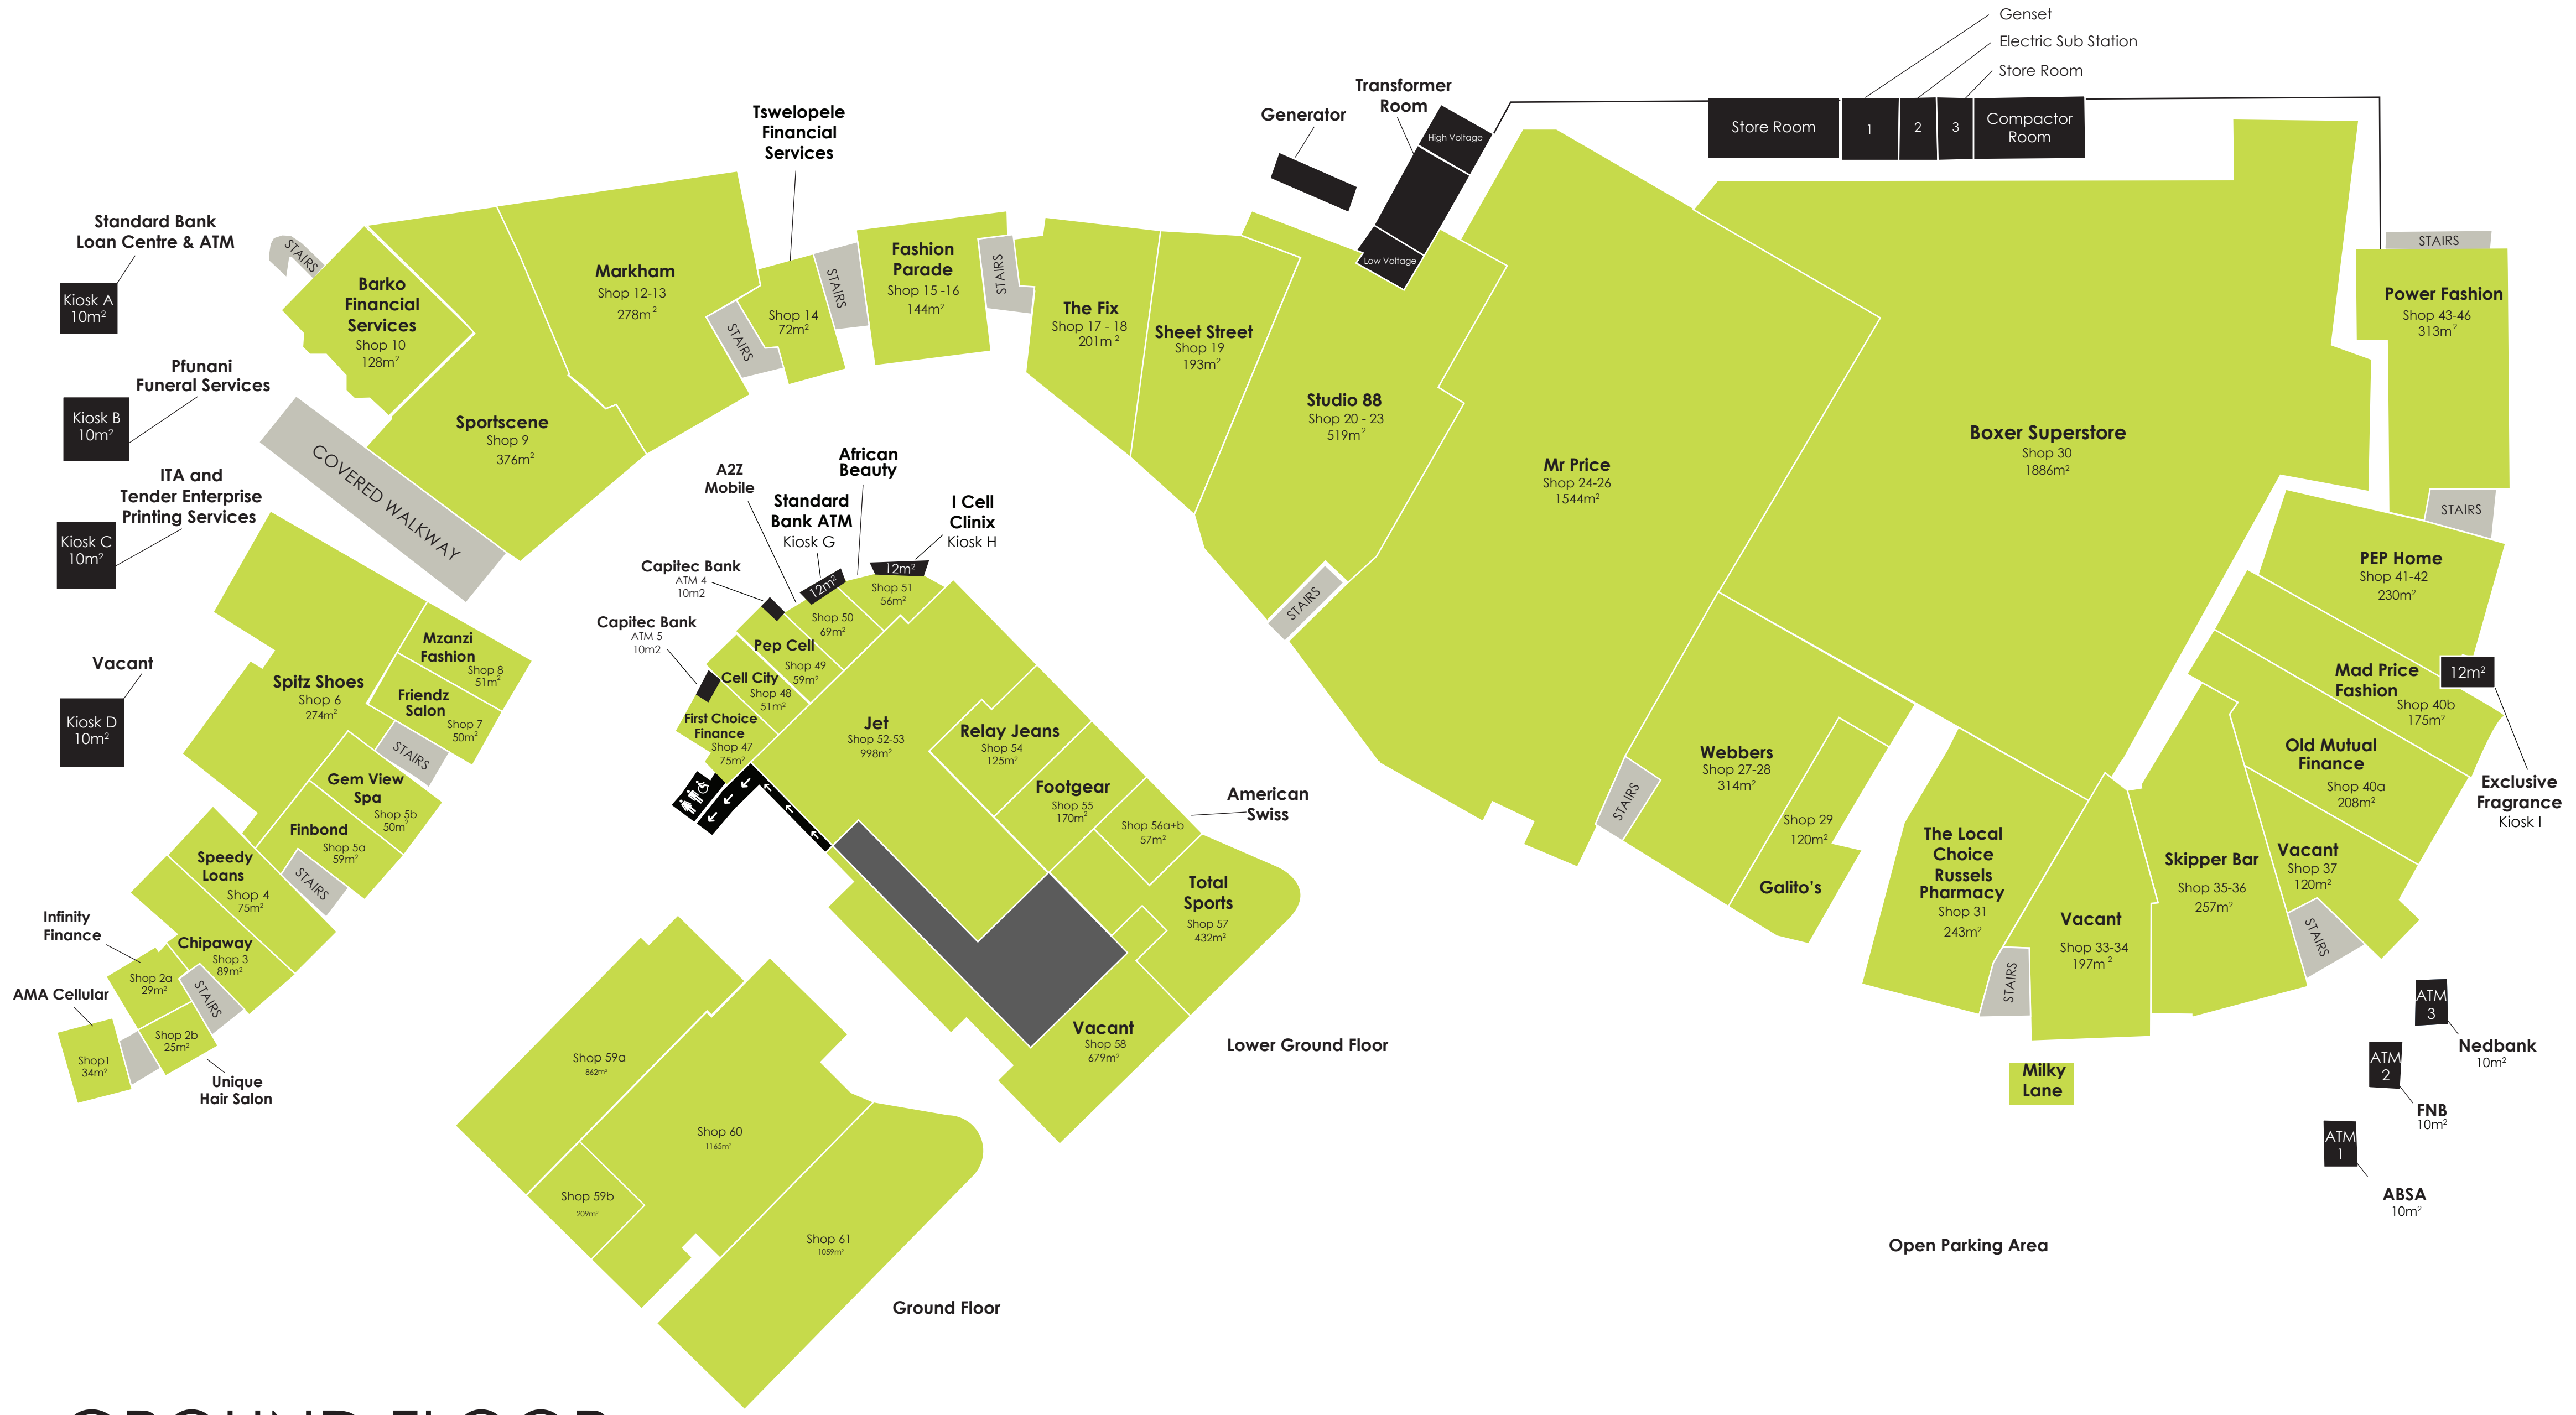 Genset
Electric Sub Station
Store Room
Transformer
Room
Generator
High Voltage
Low Voltage
Store Room
1
2
3
Compactor
Room
Tswelopele
Financial
Services
Standard Bank
Loan Centre & ATM
Kiosk A
10m²
Pfunani
Funeral Services
Kiosk B
10m²
ITA and
Tender Enterprise
Printing Services
Kiosk C
10m²
Vacant
Kiosk D
10m²
STAIRS
Barko
Financial
Services
Shop 10
128m²
Sportscene
Shop 9
376m²
Markham
Shop 12-13
278m²
STAIRS
Shop 14
72m²
STAIRS
Fashion
Parade
Shop 15 -16
144m²
STAIRS
The Fix
Shop 17 - 18
201m²
Sheet Street
Shop 19
193m²
Studio 88
Shop 20 - 23
519m²
STAIRS
Mr Price
Shop 24-26
1544m²
Boxer Superstore
Shop 30
1886m²
STAIRS
Power Fashion
Shop 43-46
313m²
STAIRS
PEP Home
Shop 41-42
230m²
Mad Price
Fashion
Shop 40b
175m²
12m²
Exclusive
Fragrance
Kiosk I
Old Mutual
Finance
Shop 40a
208m²
Vacant
Shop 37
120m²
STAIRS
Skipper Bar
Shop 35-36
257m²
Vacant
Shop 33-34
197m²
STAIRS
The Local
Choice
Russels
Pharmacy
Shop 31
243m²
Webbers
Shop 27-28
314m²
STAIRS
Shop 29
120m²
Galito's
Milky
Lane
ATM
3
Nedbank
10m²
ATM
2
FNB
10m²
ATM
1
ABSA
10m²
Open Parking Area
COVERED WALKWAY
Spitz Shoes
Shop 6
274m²
Mzanzi
Fashion
Shop 8
51m²
Friendz
Salon
Shop 7
50m²
STAIRS
Gem View
Spa
Shop 5b
50m²
Finbond
Shop 5a
59m²
STAIRS
Speedy
Loans
Shop 4
75m²
Chipaway
Shop 3
89m²
STAIRS
Infinity
Finance
Shop 2a
29m²
AMA Cellular
Shop1
34m²
Shop 2b
25m²
Unique
Hair Salon
African
Beauty
A2Z
Mobile
Standard
Bank ATM
Kiosk G
I Cell
Clinix
Kiosk H
Capitec Bank
ATM 4
10m2
Capitec Bank
ATM 5
10m2
12m²
12m²
Shop 51
56m²
Shop 50
69m²
Pep Cell
Shop 49
59m²
Cell City
Shop 48
51m²
First Choice
Finance
Shop 47
75m²
Jet
Shop 52-53
998m²
Relay Jeans
Shop 54
125m²
Footgear
Shop 55
170m²
American
Swiss
Shop 56a+b
57m²
Total
Sports
Shop 57
432m²
Vacant
Shop 58
679m²
Lower Ground Floor
Shop 59a
862m²
Shop 60
1165m²
Shop 59b
209m²
Shop 61
1059m²
Ground Floor
GROUND FLOOR